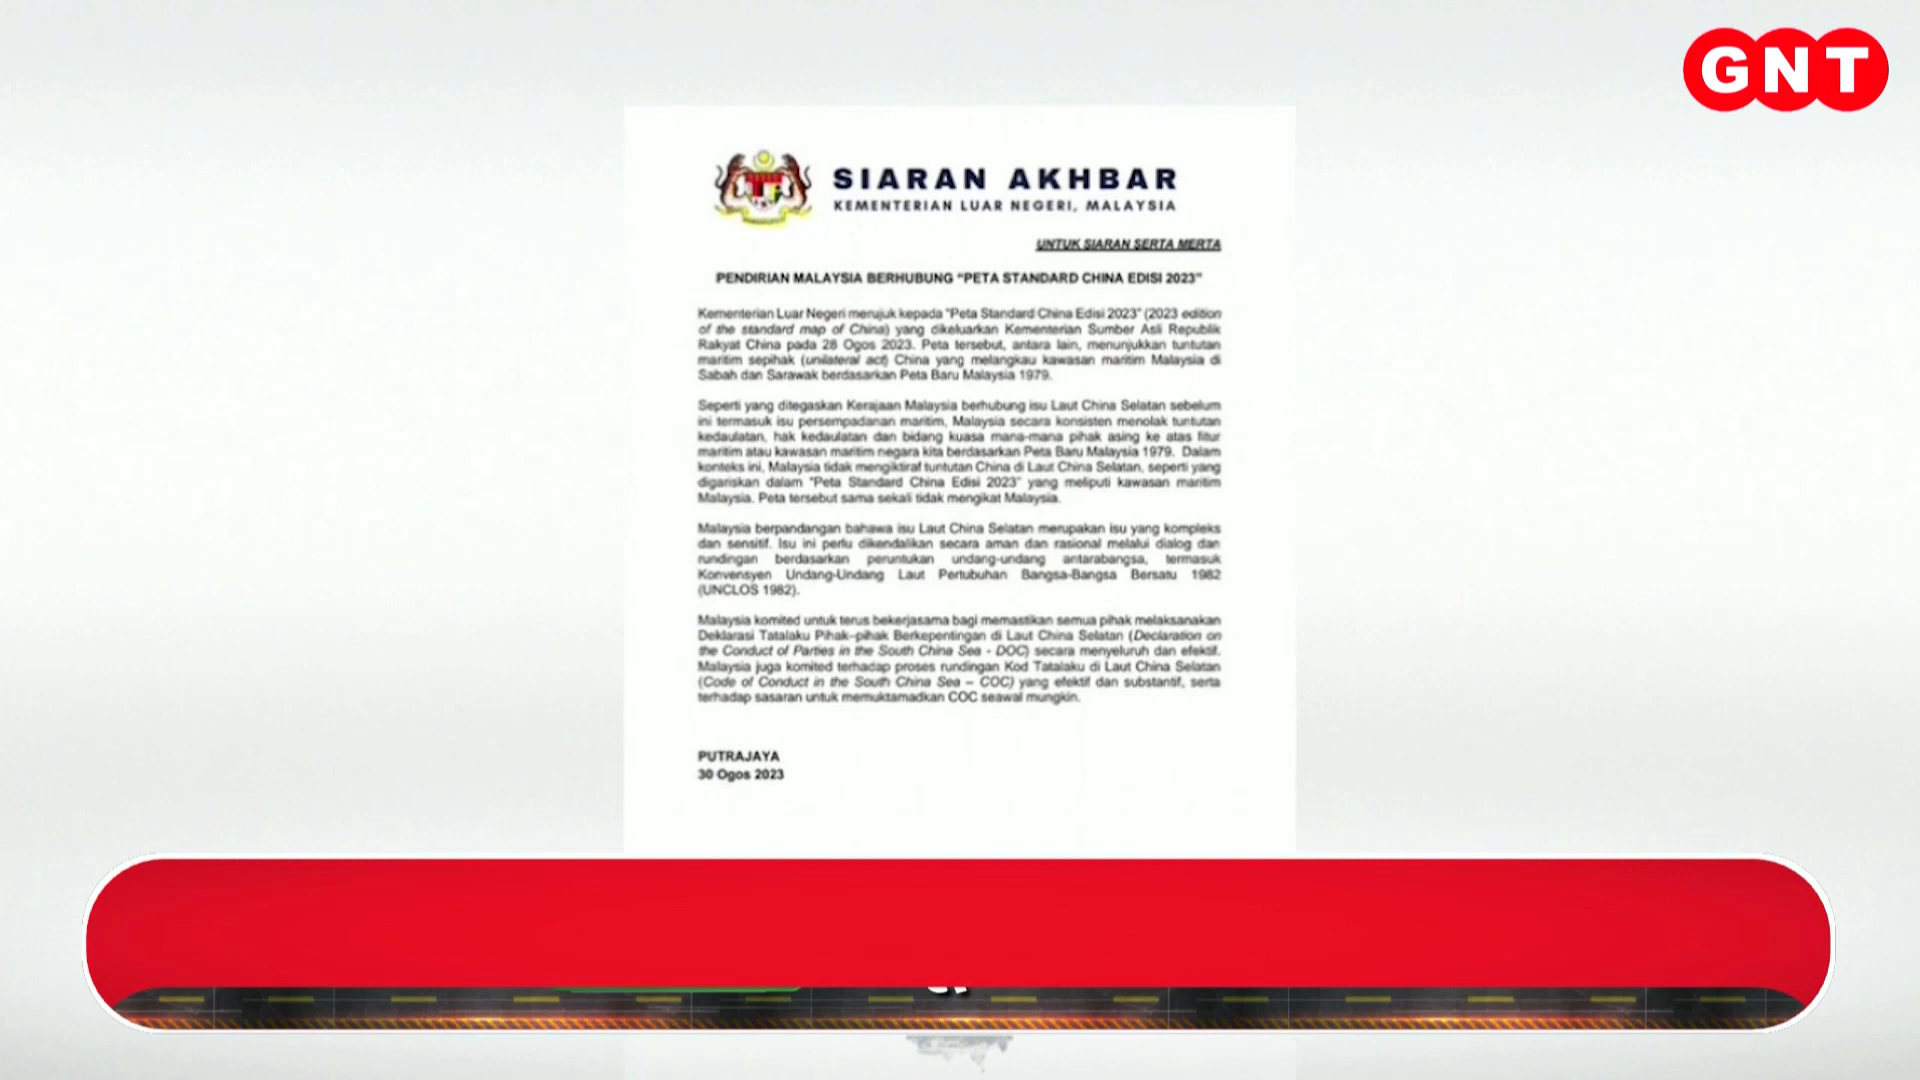 GNT
SIARAN AKHBAR
KEMENTERIAN LUAR NEGERI, MALAYSIA
UNTUK SIARAN SERTA MERTA
PENDIRIAN MALAYSIA BERHUBUNG “PETA STANDARD CHINA EDISI 2023”
Kementerian Luar Negeri merujuk kepada “Peta Standard China Edisi 2023” (2023 edition
of the standard map of China) yang dikeluarkan Kementerian Sumber Asli Republik
Rakyat China pada 28 Ogos 2023. Peta tersebut, antara lain, menunjukkan tuntutan
maritim sepihak (unilateral act) China yang melangkau kawasan maritim Malaysia di
Sabah dan Sarawak berdasarkan Peta Baru Malaysia 1979.
Seperti yang ditegaskan Kerajaan Malaysia berhubung isu Laut China Selatan sebelum
ini termasuk isu persempadanan maritim, Malaysia secara konsisten menolak tuntutan
kedaulatan, hak kedaulatan dan bidang kuasa mana-mana pihak asing ke atas fitur
maritim atau kawasan maritim negara kita berdasarkan Peta Baru Malaysia 1979. Dalam
konteks ini, Malaysia tidak mengiktiraf tuntutan China di Laut China Selatan, seperti yang
digariskan dalam “Peta Standard China Edisi 2023” yang meliputi kawasan maritim
Malaysia. Peta tersebut sama sekali tidak mengikat Malaysia.
Malaysia berpandangan bahawa isu Laut China Selatan merupakan isu yang kompleks
dan sensitif. Isu ini perlu dikendalikan secara aman dan rasional melalui dialog dan
rundingan berdasarkan peruntukan undang-undang antarabangsa, termasuk
Konvensyen Undang-Undang Laut Pertubuhan Bangsa-Bangsa Bersatu 1982
(UNCLOS 1982).
Malaysia komited untuk terus bekerjasama bagi memastikan semua pihak melaksanakan
Deklarasi Tatalaku Pihak–pihak Berkepentingan di Laut China Selatan (Declaration on
the Conduct of Parties in the South China Sea - DOC) secara menyeluruh dan efektif.
Malaysia juga komited terhadap proses rundingan Kod Tatalaku di Laut China Selatan
(Code of Conduct in the South China Sea – COC) yang efektif dan substantif, serta
terhadap sasaran untuk memuktamadkan COC seawal mungkin.
PUTRAJAYA
30 Ogos 2023